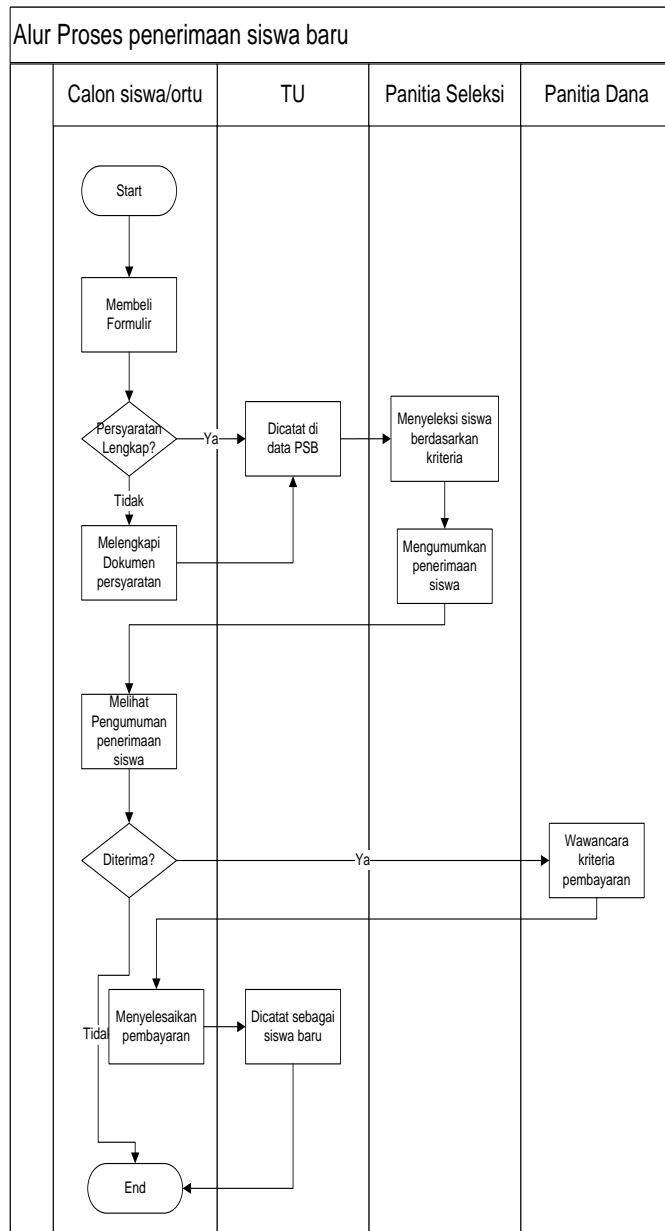 Alur Proses penerimaan siswa baru
Calon siswa/ortu
TU
Panitia Seleksi
Panitia Dana
Start
Membeli
Formulir
Persyaratan
Lengkap?
Ya
Dicatat di
data PSB
Menyeleksi siswa
berdasarkan
kriteria
Tidak
Melengkapi
Dokumen
persyaratan
Mengumumkan
penerimaan
siswa
Melihat
Pengumuman
penerimaan
siswa
Diterima?
Ya
Wawancara
kriteria
pembayaran
Tidak
Menyelesaikan
pembayaran
Dicatat sebagai
siswa baru
End